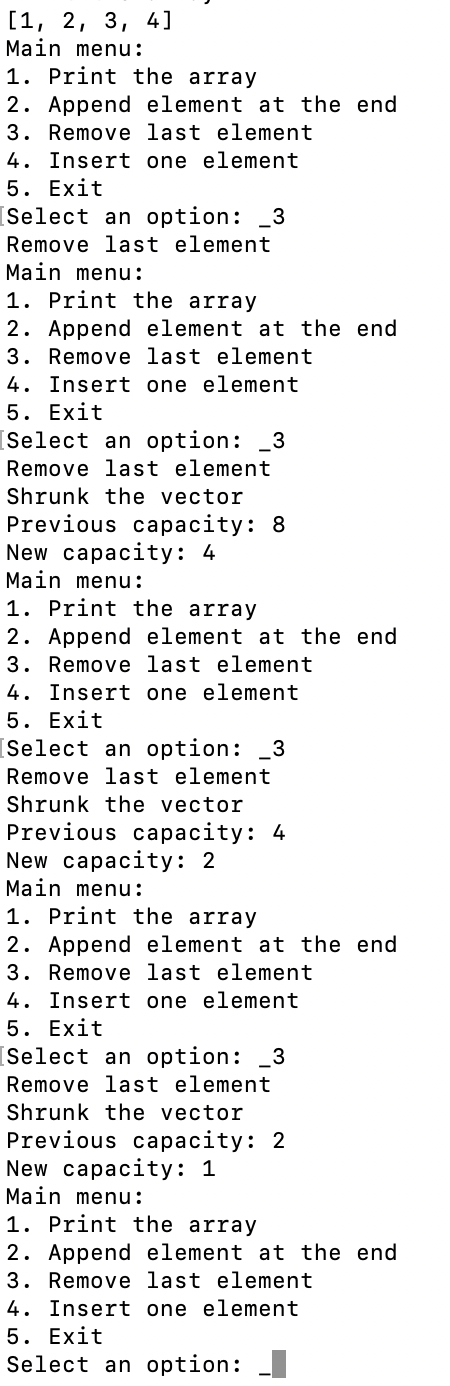 [1, 2, 3, 4]
Main menu:
1. Print the array
2. Append element at the end
3. Remove last element
4. Insert one element
5. Exit
Select an option: _3
Remove last element
Main menu:
1. Print the array
2. Append element at the end
3. Remove last element
4. Insert one element
5. Exit
Select an option: _3
Remove last element
Shrunk the vector
Previous capacity: 8
New capacity: 4
Main menu:
1. Print the array
2. Append element at the end
3. Remove last element
4. Insert one element
5. Exit
Select an option: _3
Remove last element
Shrunk the vector
Previous capacity: 4
New capacity: 2
Main menu:
1. Print the array
2. Append element at the end
3. Remove last element
4. Insert one element
5. Exit
Select an option: _3
Remove last element
Shrunk the vector
Previous capacity: 2
New capacity: 1
Main menu:
1. Print the array
2. Append element at the end
3. Remove last element
4. Insert one element
5. Exit
Select an option: _